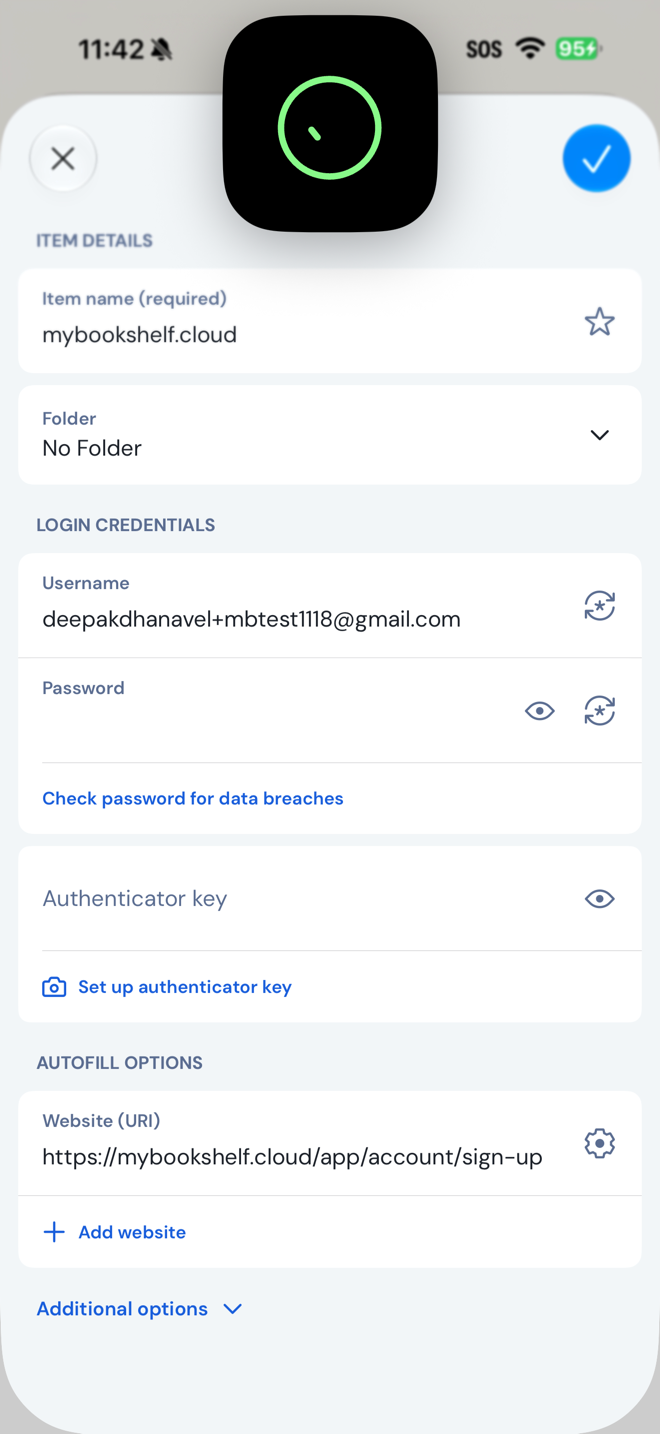 11:42
SOS
95
ITEM DETAILS
Item name (required)
mybookshelf.cloud
Folder
No Folder
LOGIN CREDENTIALS
Username
deepakdhanavel+mbtest1118@gmail.com
Password
Check password for data breaches
Authenticator key
Set up authenticator key
AUTOFILL OPTIONS
Website (URI)
https://mybookshelf.cloud/app/account/sign-up
Add website
Additional options